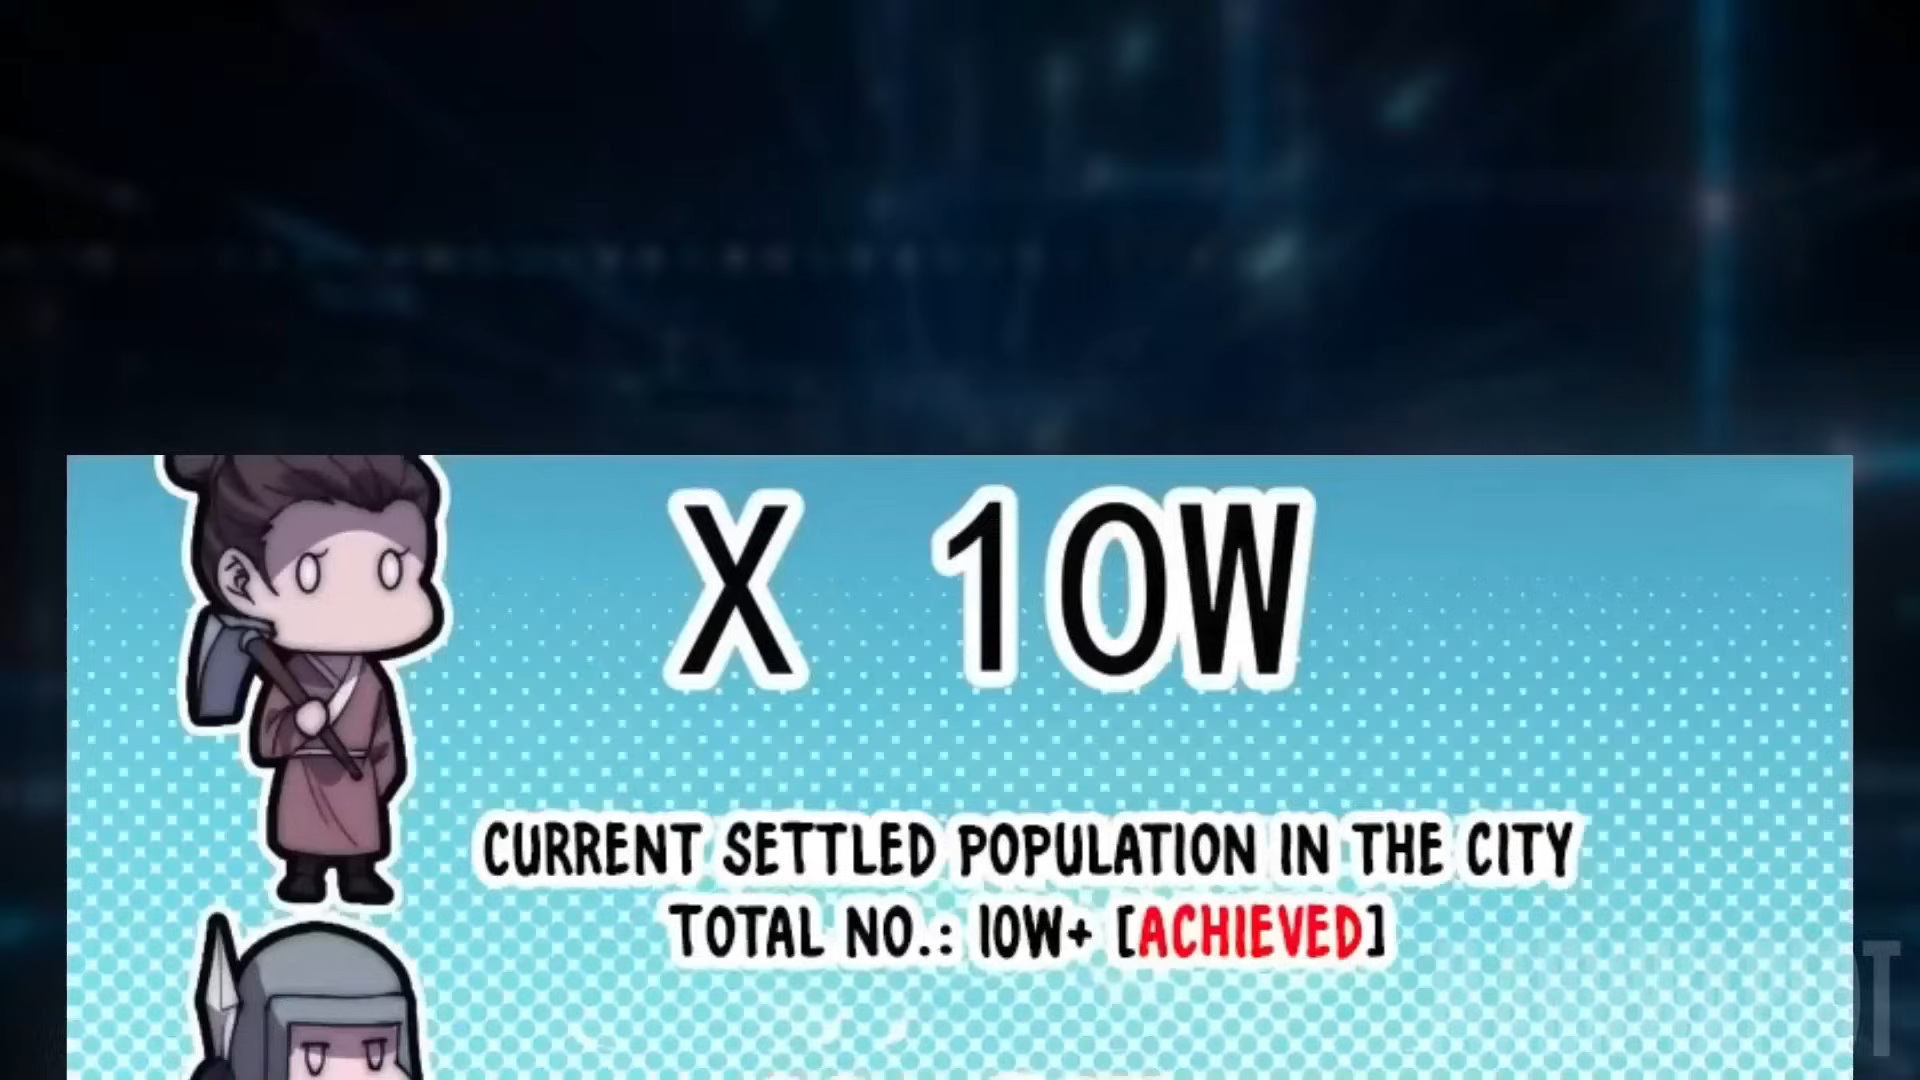 X 10W
CURRENT SETTLED POPULATION IN THE CITY
TOTAL NO.: 10W+ [ACHIEVED]